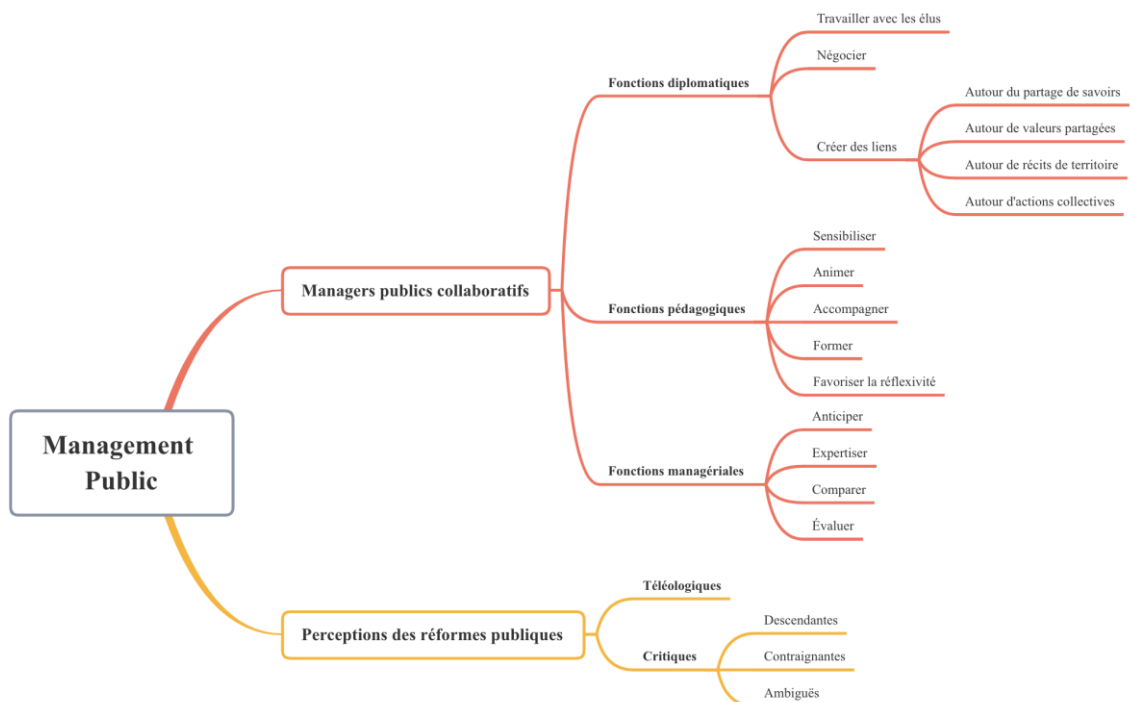 Management
Public
Managers publics collaboratifs
Fonctions diplomatiques
Travailler avec les élus
Négocier
Créer des liens
Autour du partage de savoirs
Autour de valeurs partagées
Autour de récits de territoire
Autour d'actions collectives
Fonctions pédagogiques
Sensibiliser
Animer
Accompagner
Former
Favoriser la réflexivité
Fonctions managériales
Anticiper
Expertiser
Comparer
Évaluer
Perceptions des réformes publiques
Téléologiques
Critiques
Descendantes
Contraignantes
Ambiguës